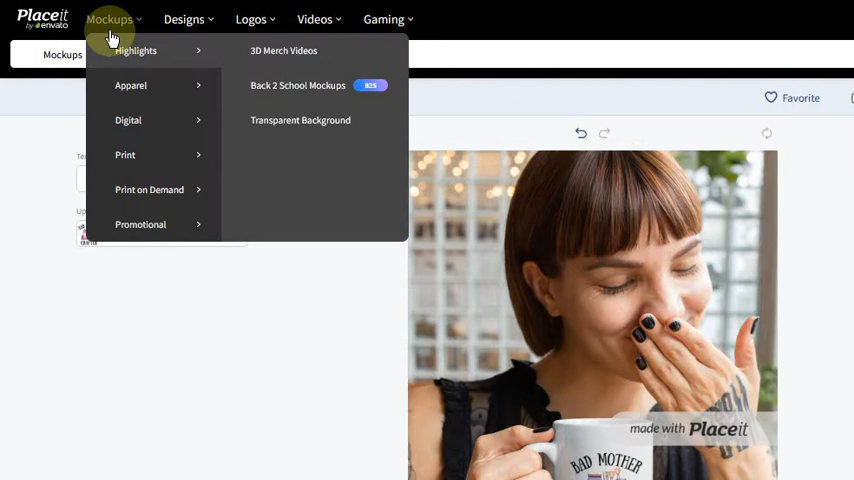 Placeit
by envato
Mockups
Designs
Logos
Videos
Gaming
Mockups
Highlights
3D Merch Videos
Apparel
Back 2 School Mockups
B2S
Digital
Transparent Background
Print
Print on Demand
Promotional
Favorite
made with Placeit
BAD MOTHER